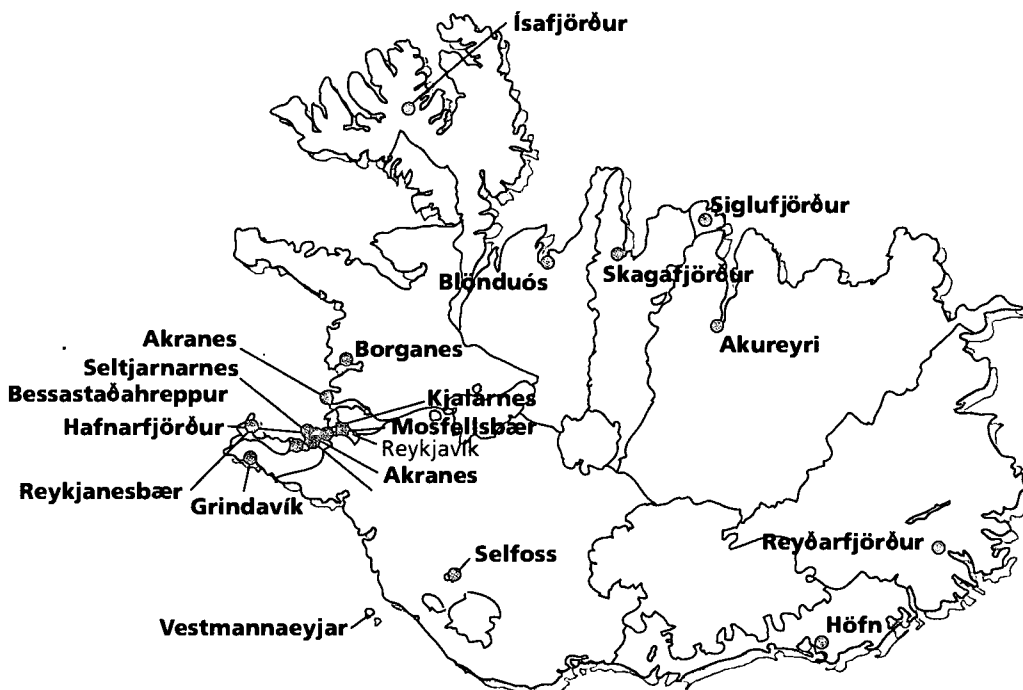 Ísafjörður
Siglufjörður
Blönduós
Skagafjörður
Akureyri
Akranes
Borganes
Seltjarnarnes
Bessastaðahreppur
Kjalarnes
Hafnarfjörður
Mosfellsbær
Reykjavík
Akranes
Reykjanesbær
Grindavík
Reyðarfjörður
Selfoss
Vestmannaeyjar
Höfn